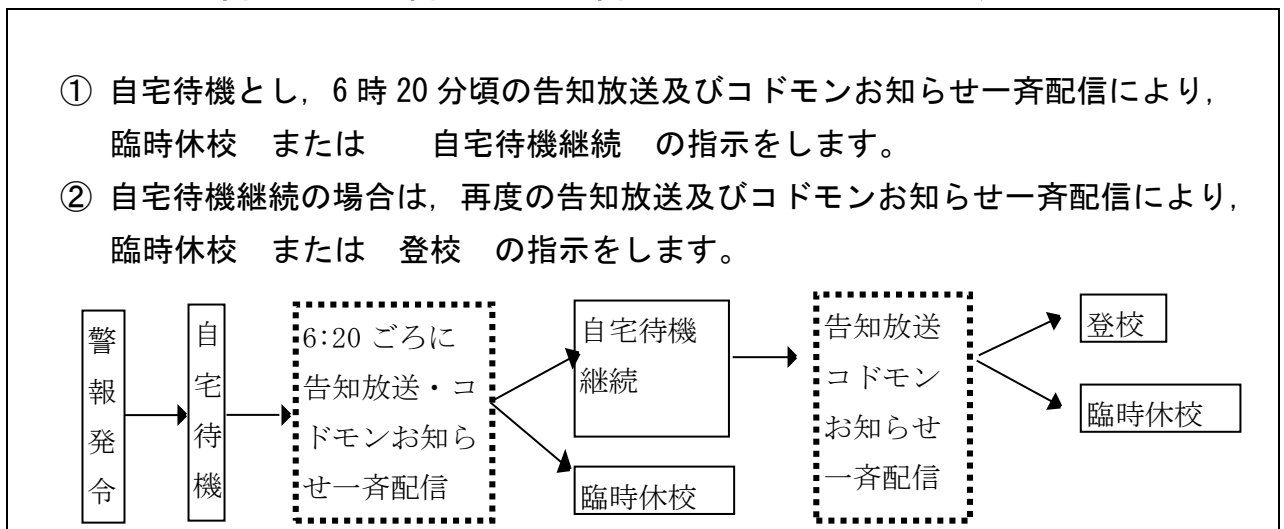 ① 自宅待機とし，6時20分頃の告知放送及びコドモンお知らせ一斉配信により，
臨時休校　または　　自宅待機継続　の指示をします。
② 自宅待機継続の場合は，再度の告知放送及びコドモンお知らせ一斉配信により，
臨時休校　または　登校　の指示をします。
警報発令
自宅待機
6:20ごろに
告知放送・コ
ドモンお知ら
せ一斉配信
自宅待機
継続
臨時休校
告知放送
コドモン
お知らせ
一斉配信
登校
臨時休校